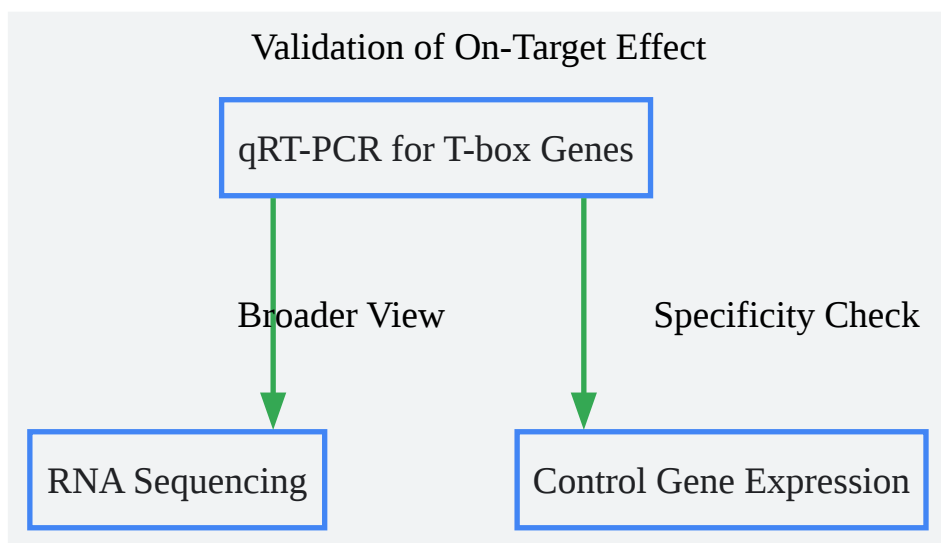 Validation of On-Target Effect
qRT-PCR for T-box Genes
Broader View
Specificity Check
RNA Sequencing
Control Gene Expression